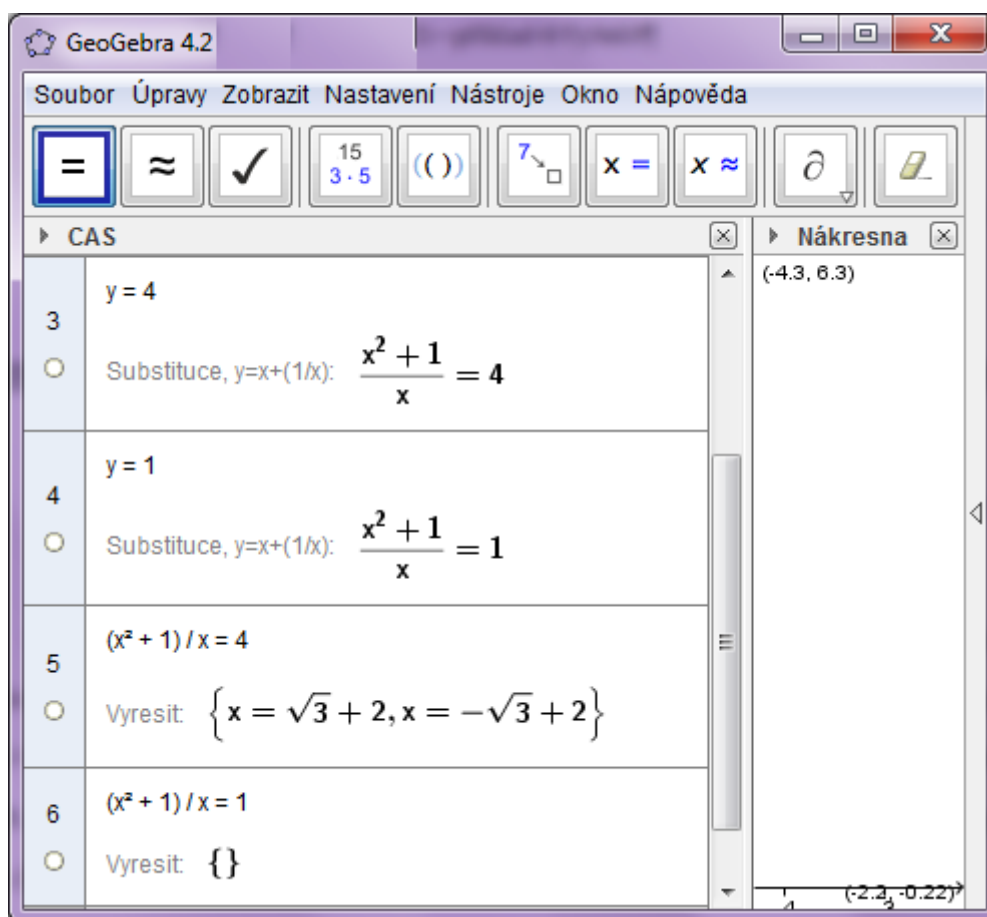 GeoGebra 4.2
Soubor Úpravy Zobrazit Nastavení Nástroje Okno Nápověda
= ≈ ✓ 15 3·5 (()) 7 x = x ≈ ∂
CAS
Nákresna
(-4.3, 6.3)
3
y = 4
Substituce, y=x+(1/x): (x² + 1)/x = 4
4
y = 1
Substituce, y=x+(1/x): (x² + 1)/x = 1
5
(x² + 1) / x = 4
Vyresit: {x = √3 + 2, x = −√3 + 2}
6
(x² + 1) / x = 1
Vyresit: {}
(-2.2, -0.22)